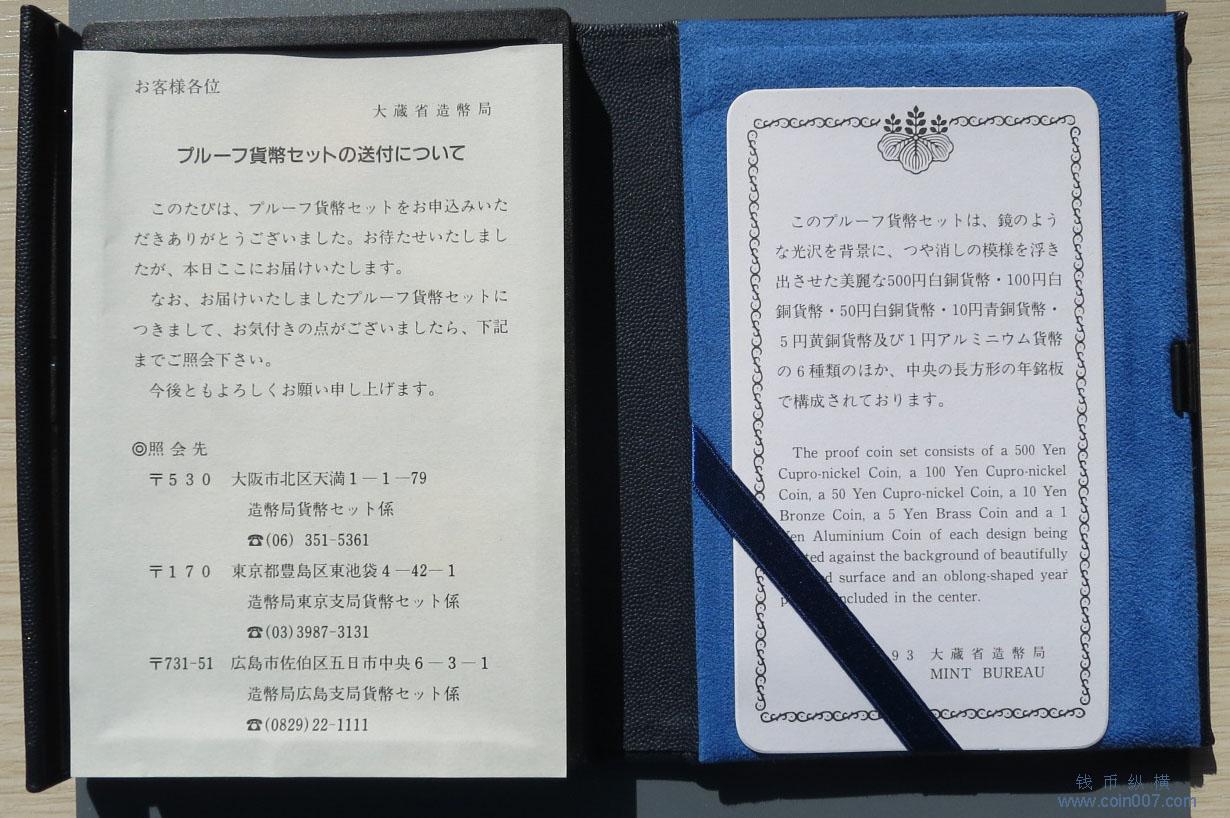 お客様各位
大蔵省造幣局
プルーフ貨幣セットの送付について
このたびは、プルーフ貨幣セットをお申込みいた
だきありがとうございました。お待たせいたしまし
たが、本日ここにお届けいたします。
なお、お届けいたしましたプルーフ貨幣セットに
つきまして、お気付きの点がございましたら、下記
までご照会下さい。
今後ともよろしくお願い申し上げます。
◎照会先
〒530 大阪市北区天満1－1－79
造幣局貨幣セット係
☎(06) 351-5361
〒170 東京都豊島区東池袋4－42－1
造幣局東京支局貨幣セット係
☎(03)3987-3131
〒731-51 広島市佐伯区五日市中央6－3－1
造幣局広島支局貨幣セット係
☎(0829)22-1111
このプルーフ貨幣セットは、鏡のよう
な光沢を背景に、つや消しの模様を浮き
出させた美麗な500円白銅貨幣・100円白
銅貨幣・50円白銅貨幣・10円青銅貨幣・
5円黄銅貨幣及び1円アルミニウム貨幣
の6種類のほか、中央の長方形の年銘板
で構成されております。
The proof coin set consists of a 500 Yen
Cupro-nickel Coin, a 100 Yen Cupro-nickel
Coin, a 50 Yen Cupro-nickel Coin, a 10 Yen
Bronze Coin, a 5 Yen Brass Coin and a 1
Aluminium Coin of each design being
against the background of beautifully
surface and an oblong-shaped year
included in the center.
93 大蔵省造幣局
MINT BUREAU
钱币纵横
www.coin007.com